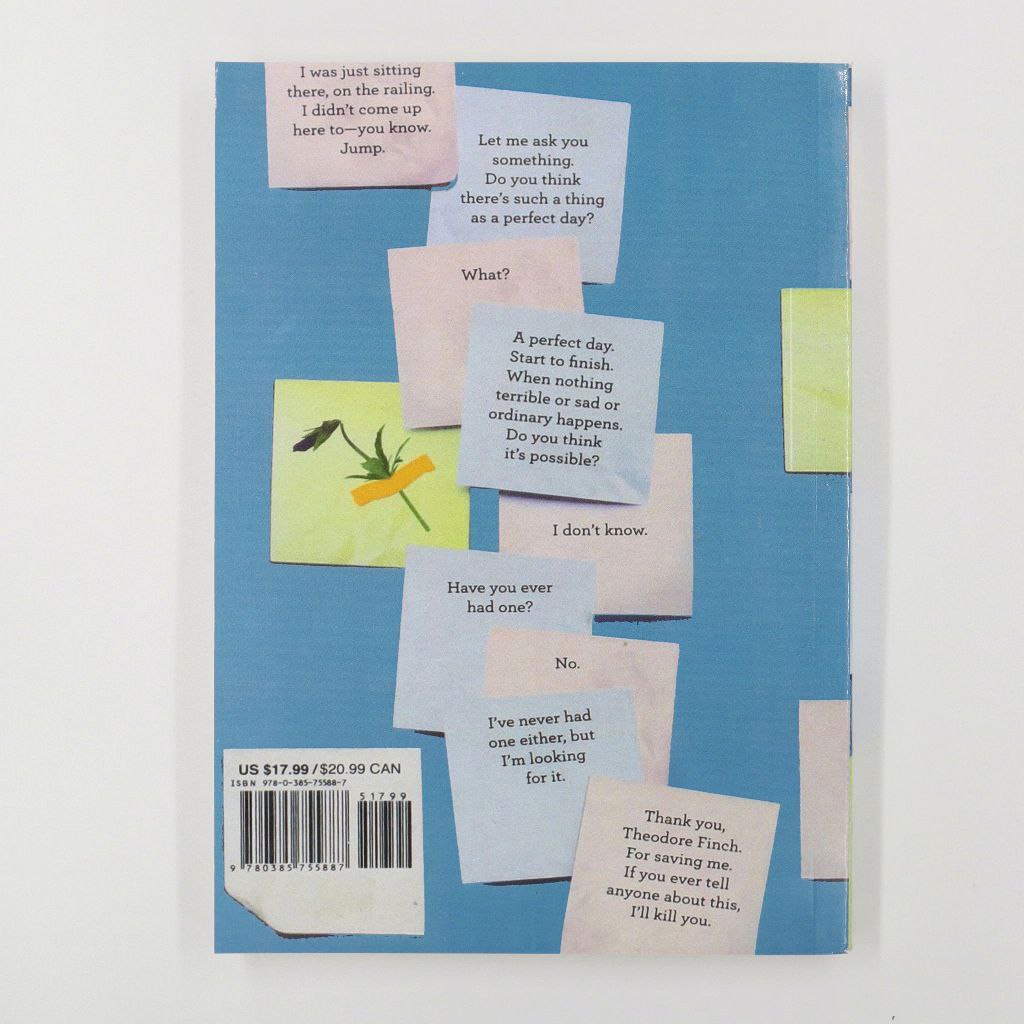 I was just sitting
there, on the railing.
I didn't come up
here to—you know.
Jump.
Let me ask you
something.
Do you think
there's such a thing
as a perfect day?
What?
A perfect day.
Start to finish.
When nothing
terrible or sad or
ordinary happens.
Do you think
it's possible?
I don't know.
Have you ever
had one?
No.
I've never had
one either, but
I'm looking
for it.
Thank you,
Theodore Finch.
For saving me.
If you ever tell
anyone about this,
I'll kill you.
US $17.99 / $20.99 CAN
ISBN 978-0-385-75588-7
51799
9 780385 755887